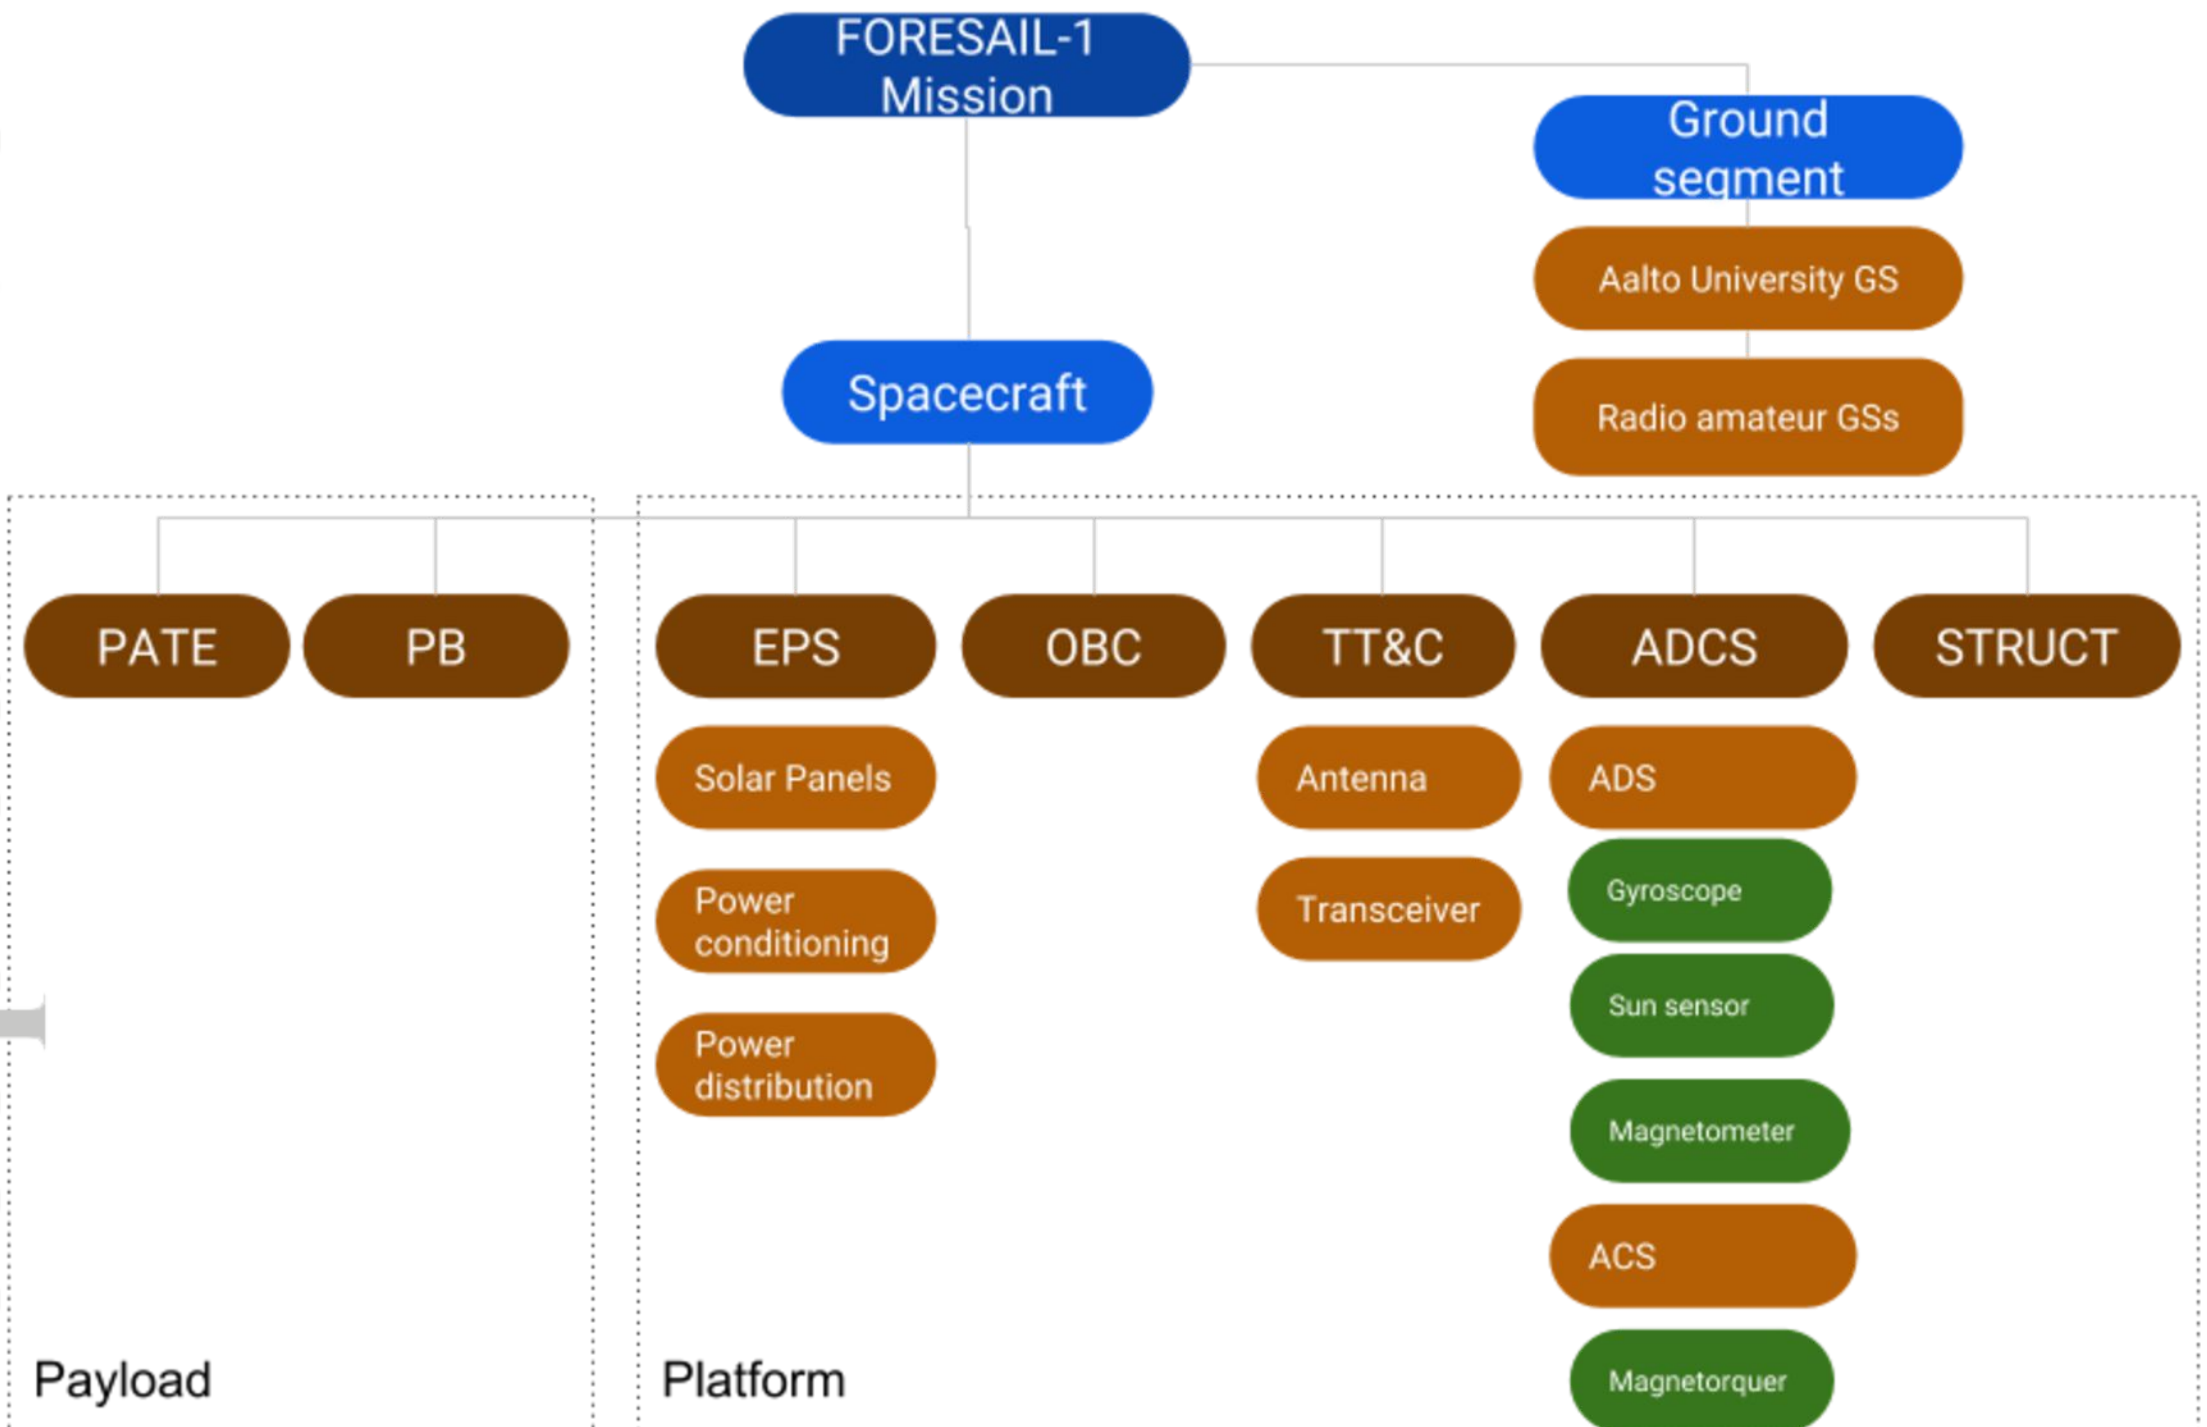 FORESAIL-1
Mission
Ground
segment
Aalto University GS
Radio amateur GSs
Spacecraft
PATE
PB
EPS
OBC
TT&C
ADCS
STRUCT
Solar Panels
Power
conditioning
Power
distribution
Antenna
Transceiver
ADS
Gyroscope
Sun sensor
Magnetometer
ACS
Magnetorquer
Payload
Platform